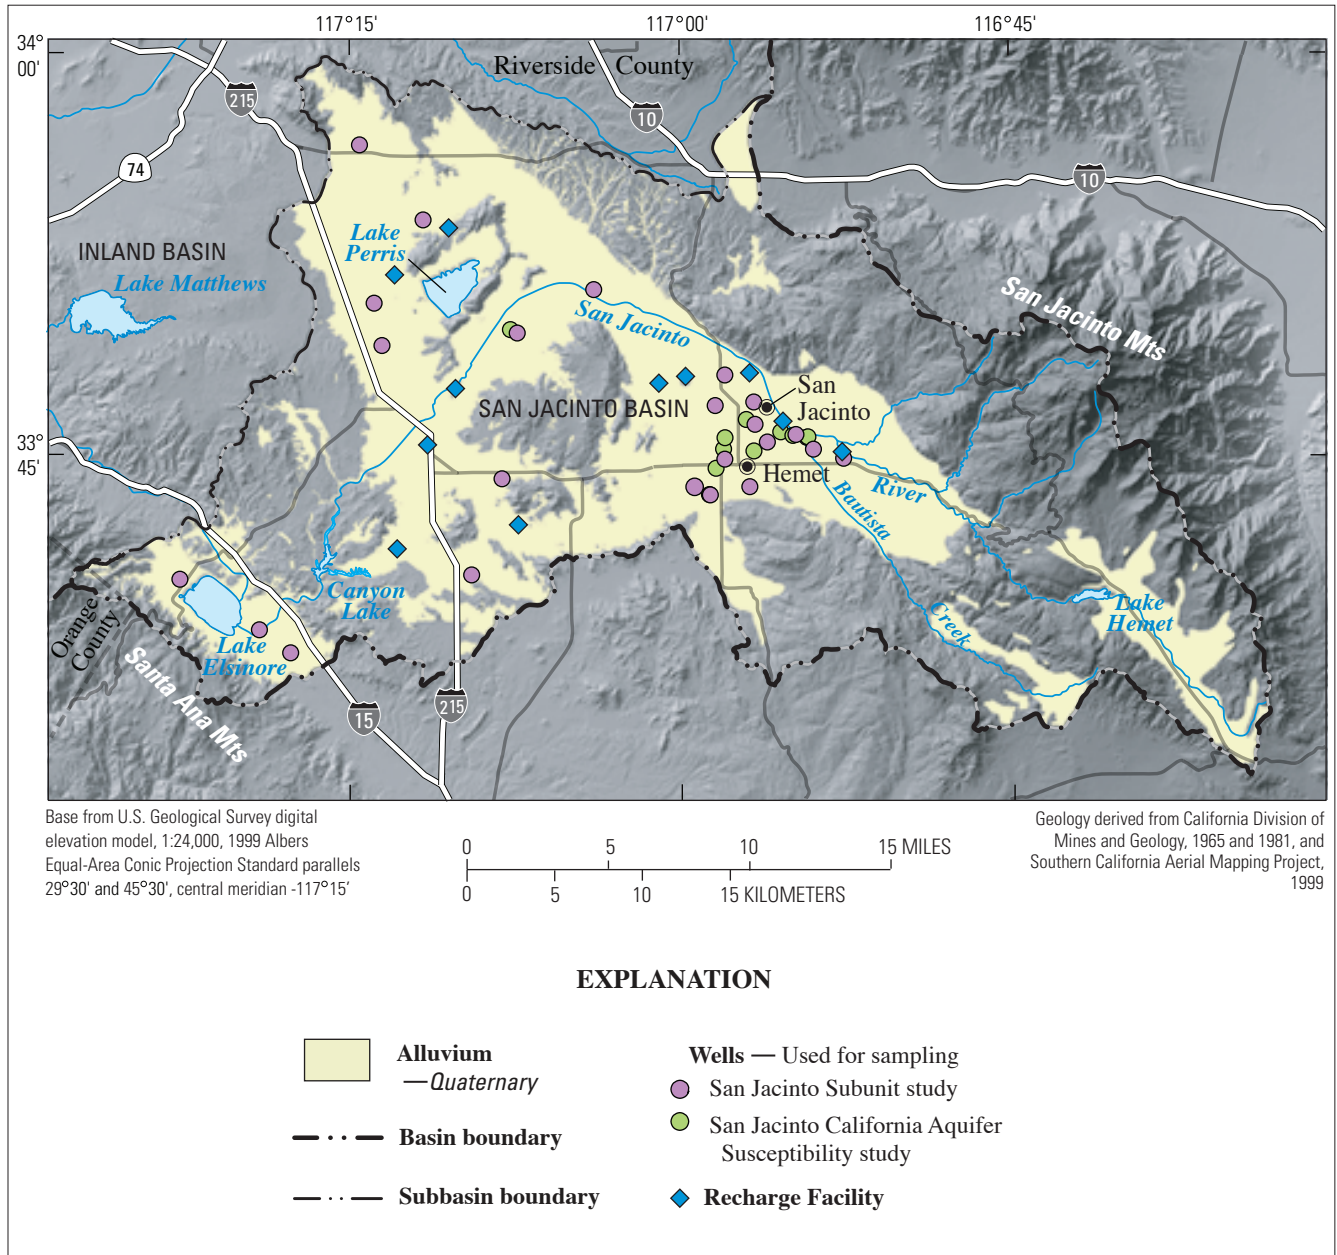 117°15' 117°00' 116°45'
34°
00'
Riverside County
215
10
74
10
INLAND BASIN
Lake Matthews
Lake
Perris
San Jacinto Mts
San Jacinto
San
Jacinto
SAN JACINTO BASIN
33°
45'
Hemet
River
Bautista
Creek
Canyon
Lake
Lake
Hemet
Orange
County
Lake
Elsinore
Santa Ana Mts
15
215
Base from U.S. Geological Survey digital
elevation model, 1:24,000, 1999 Albers
Equal-Area Conic Projection Standard parallels
29°30' and 45°30', central meridian -117°15'
0 5 10 15 MILES
0 5 10 15 KILOMETERS
Geology derived from California Division of
Mines and Geology, 1965 and 1981, and
Southern California Aerial Mapping Project,
1999
EXPLANATION
Alluvium
—Quaternary
Basin boundary
Subbasin boundary
Wells — Used for sampling
San Jacinto Subunit study
San Jacinto California Aquifer
Susceptibility study
Recharge Facility